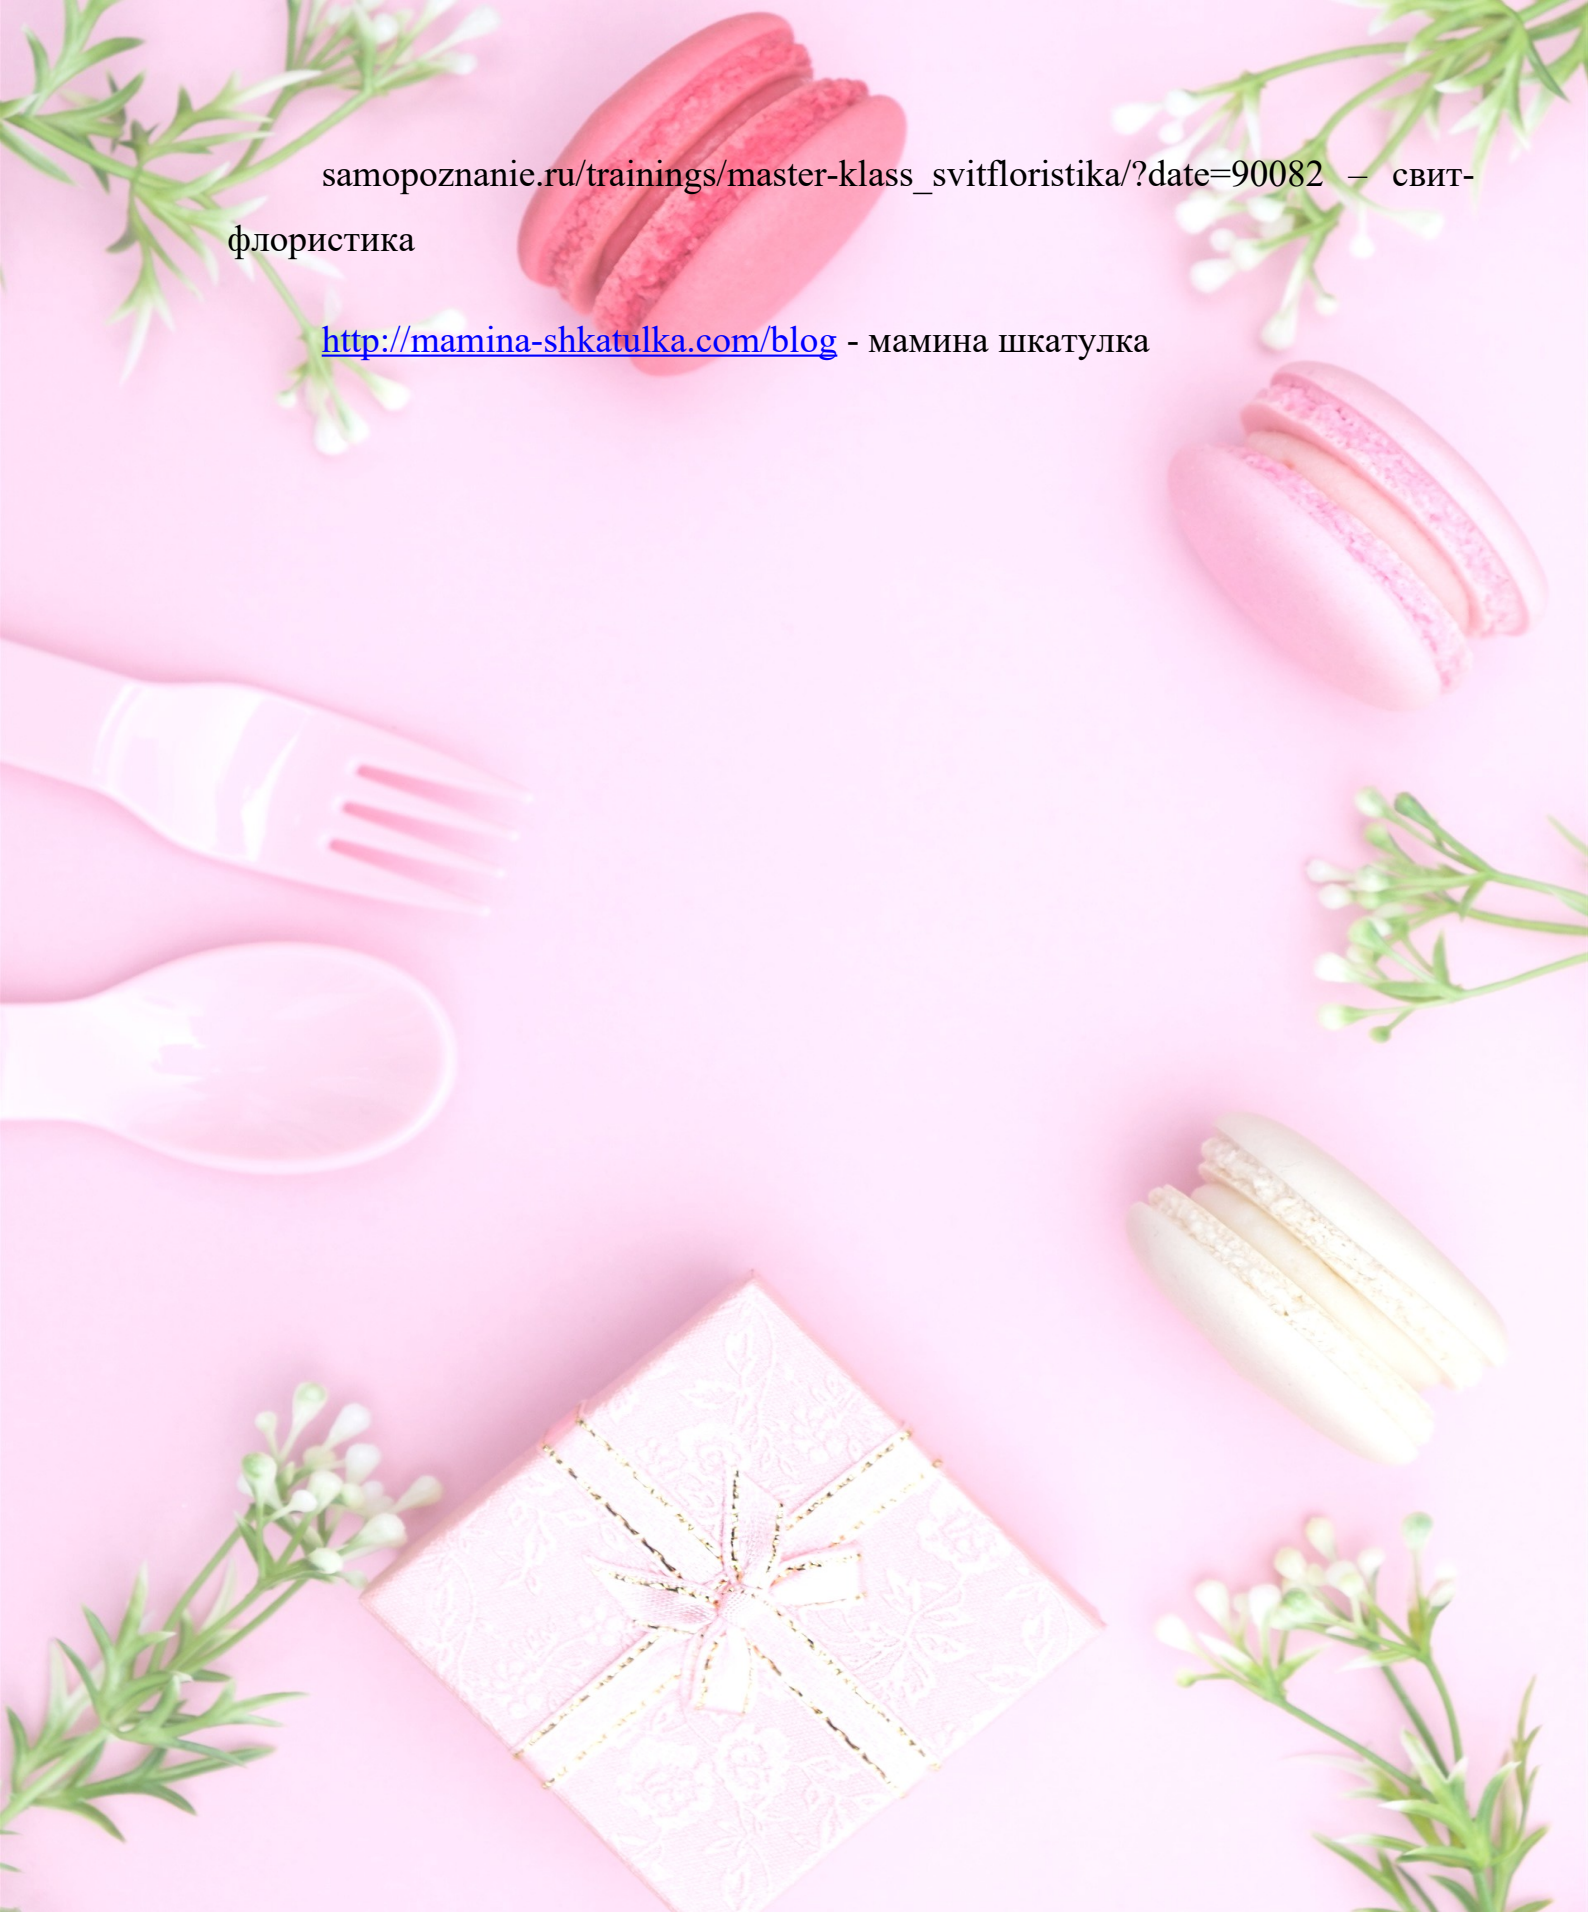 samopoznanie.ru/trainings/master-klass_svitfloristika/?date=90082 – свит-
флористика
http://mamina-shkatulka.com/blog - мамина шкатулка